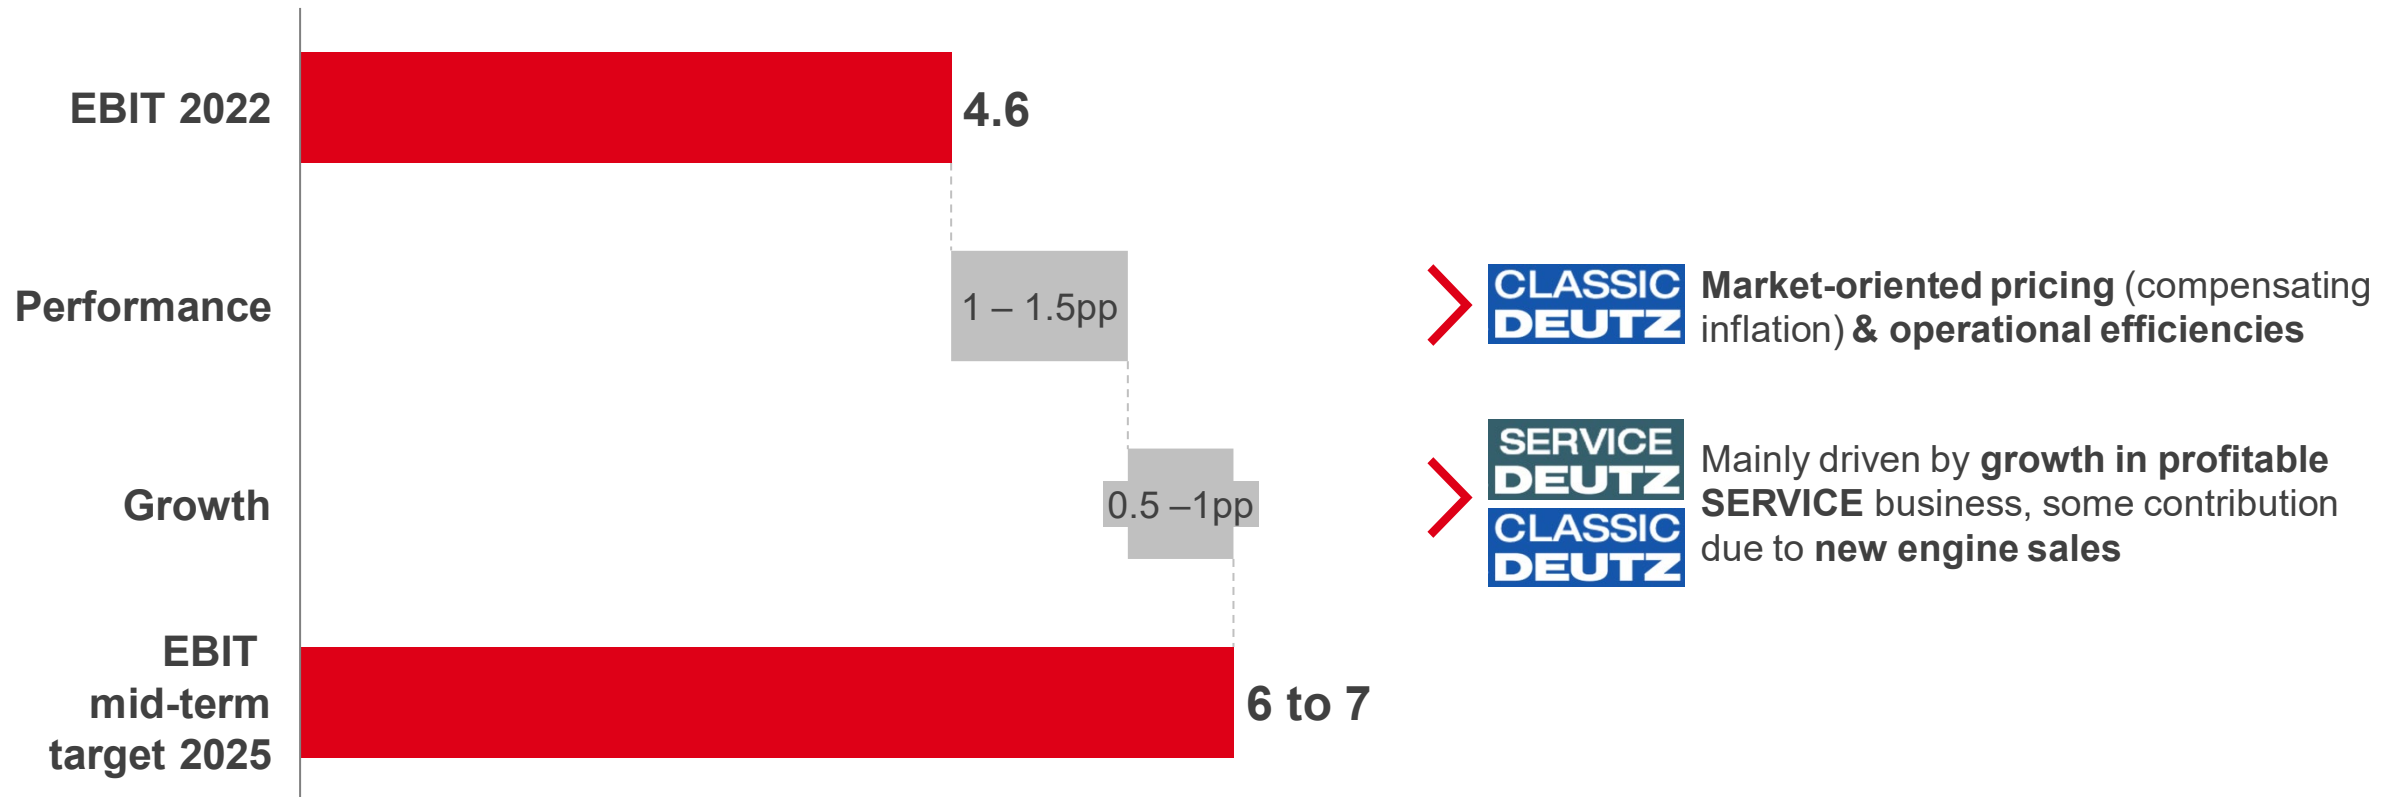 EBIT 2022
4.6
Performance
1 – 1.5pp
CLASSIC
DEUTZ
Market-oriented pricing (compensating
inflation) & operational efficiencies
Growth
0.5 –1pp
SERVICE
DEUTZ
CLASSIC
DEUTZ
Mainly driven by growth in profitable
SERVICE business, some contribution
due to new engine sales
EBIT
mid-term
target 2025
6 to 7